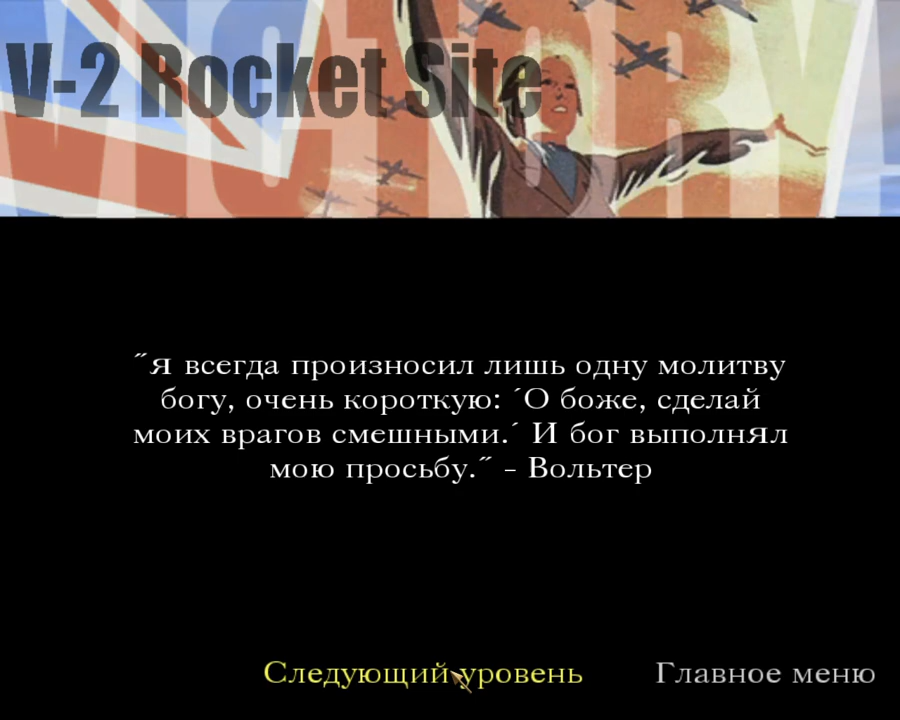 VICTORY!
V-2 Rocket Site
˝я всегда произносил лишь одну молитву
богу, очень короткую: ´О боже, сделай
моих врагов смешными.´ И бог выполнял
мою просьбу.˝ - Вольтер
Следующий уровень
Главное меню